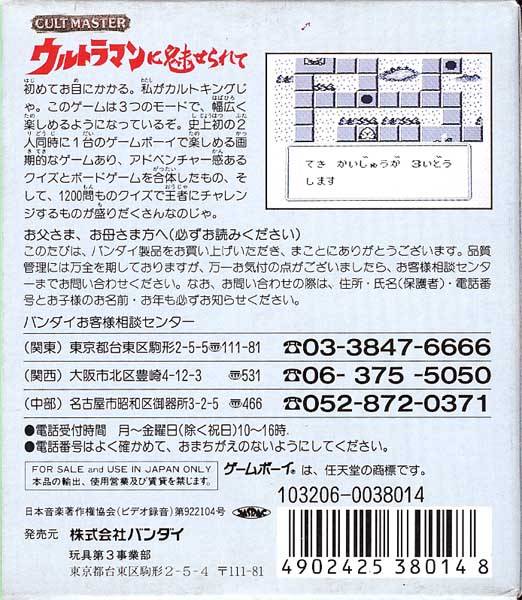 CULT MASTER
ウルトラマンに魅せられて
初めてお目にかかる。私がカルトキングじ
ゃ。このゲームは3つのモードで、幅広く
楽しめるようになっているぞ。史上初の2
人同時に1台のゲームボーイで楽しめる画
期的なゲームあり、アドベンチャー感ある
クイズとボードゲームを合体したもの、そ
して、1200問ものクイズで王者にチャレン
ジするものが盛りだくさんなのじゃ。
てき かいじゅうが 3いどう
します
お父さま、お母さま方へ(必ずお読みください)
このたびは、バンダイ製品をお買い上げいただき、まことにありがとうございます。品質
管理には万全を期しておりますが、万一お気付の点がございましたら、お客様相談センタ
ーまでお問い合わせください。なお、お問い合わせの際は、住所・氏名(保護者)・電話番号
とお子様のお名前・お年も必ずお知らせください。
バンダイお客様相談センター
(関東) 東京都台東区駒形2-5-5〠111-81 ☎03-3847-6666
(関西) 大阪市北区豊崎4-12-3 〠531 ☎06-375-5050
(中部) 名古屋市昭和区御器所3-2-5 〠466 ☎052-872-0371
●電話受付時間 月〜金曜日(除く祝日)10〜16時.
●電話番号はよく確かめて、おまちがえのないようにしてください。
FOR SALE and USE IN JAPAN ONLY
本品の輸出、使用営業及び賃貸を禁じます。
ゲームボーイ®は、任天堂の商標です。
103206-0038014
日本音楽著作権協会(ビデオ録音)第922104号
JASRAC
発売元 株式会社バンダイ
玩具第3事業部
東京都台東区駒形2-5-4 〒111-81
4902425380148